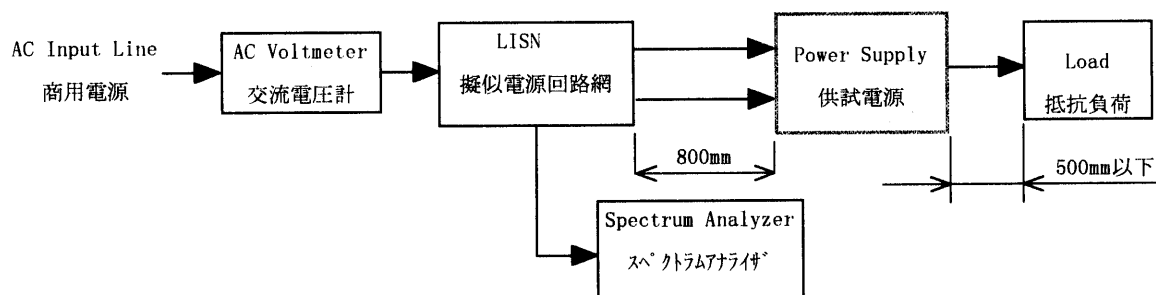 AC Input Line
商用電源
AC Voltmeter
交流電圧計
LISN
擬似電源回路網
Power Supply
供試電源
Load
抵抗負荷
800mm
500mm以下
Spectrum Analyzer
ｽﾍﾟｸﾄﾗﾑｱﾅﾗｲｻﾞ